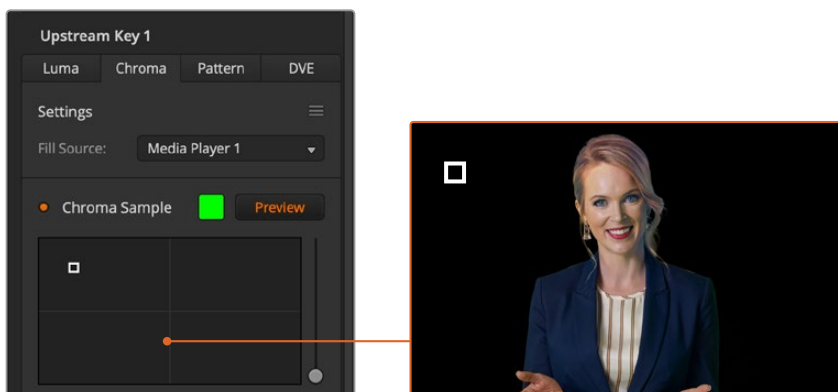 Upstream Key 1
Luma Chroma Pattern DVE
Settings
Fill Source: Media Player 1
Chroma Sample Preview